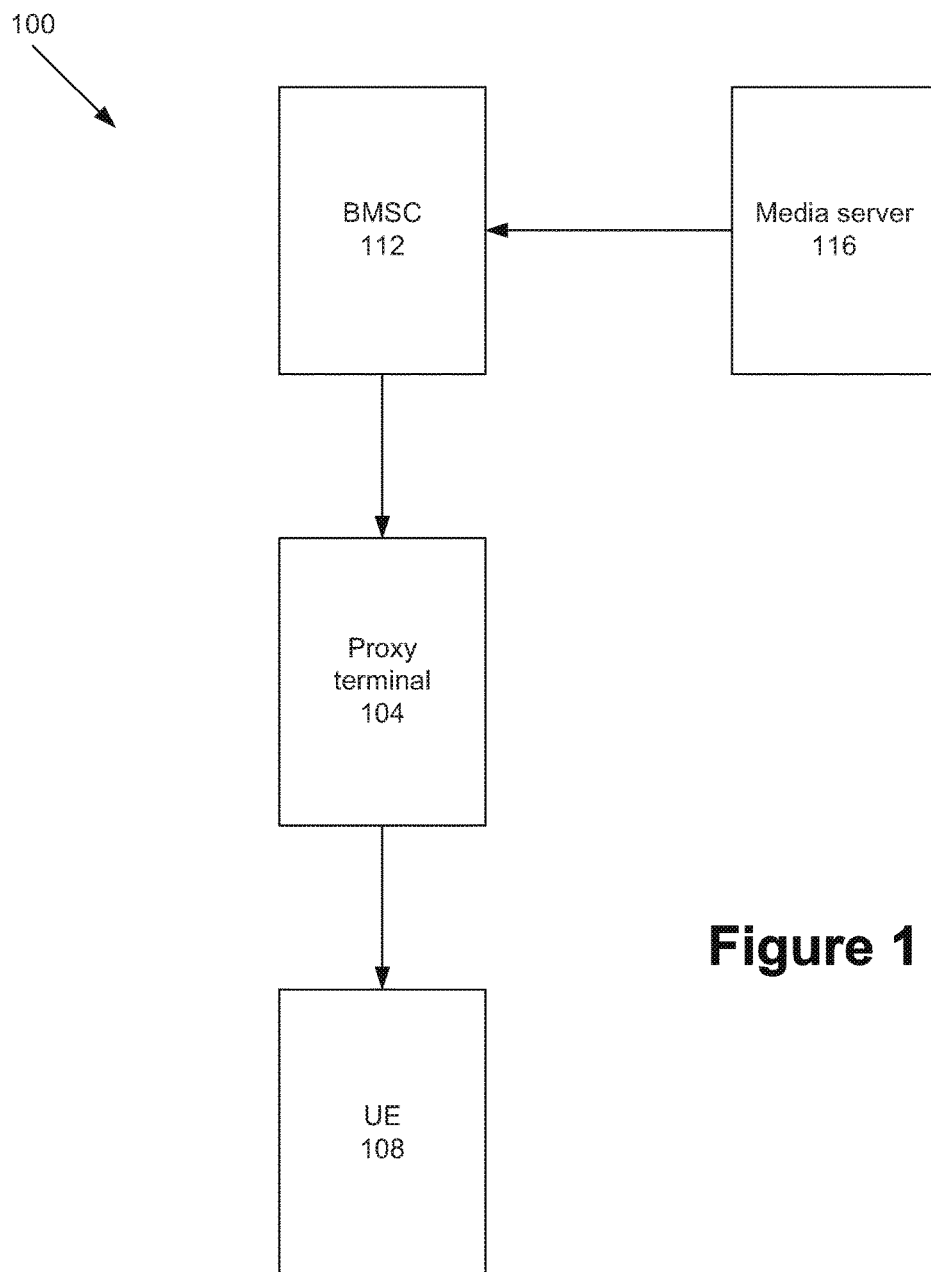 100
BMSC
112
Media server
116
Proxy
terminal
104
Figure 1
UE
108